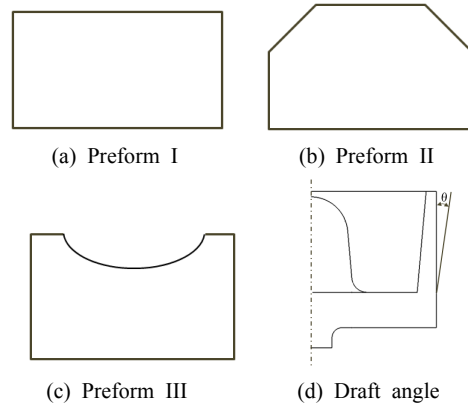 (a) Preform I
(b) Preform II
θ
(c) Preform III
(d) Draft angle